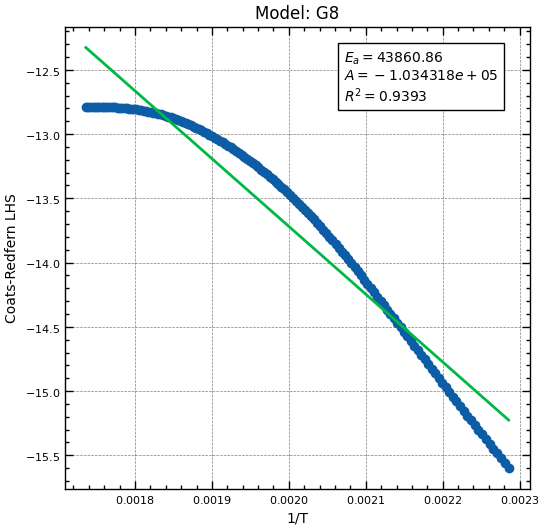 Model: G8
E_a = 43860.86
A = −1.034318e + 05
R² = 0.9393
Coats-Redfern LHS
−12.5
−13.0
−13.5
−14.0
−14.5
−15.0
−15.5
0.0018 0.0019 0.0020 0.0021 0.0022 0.0023
1/T